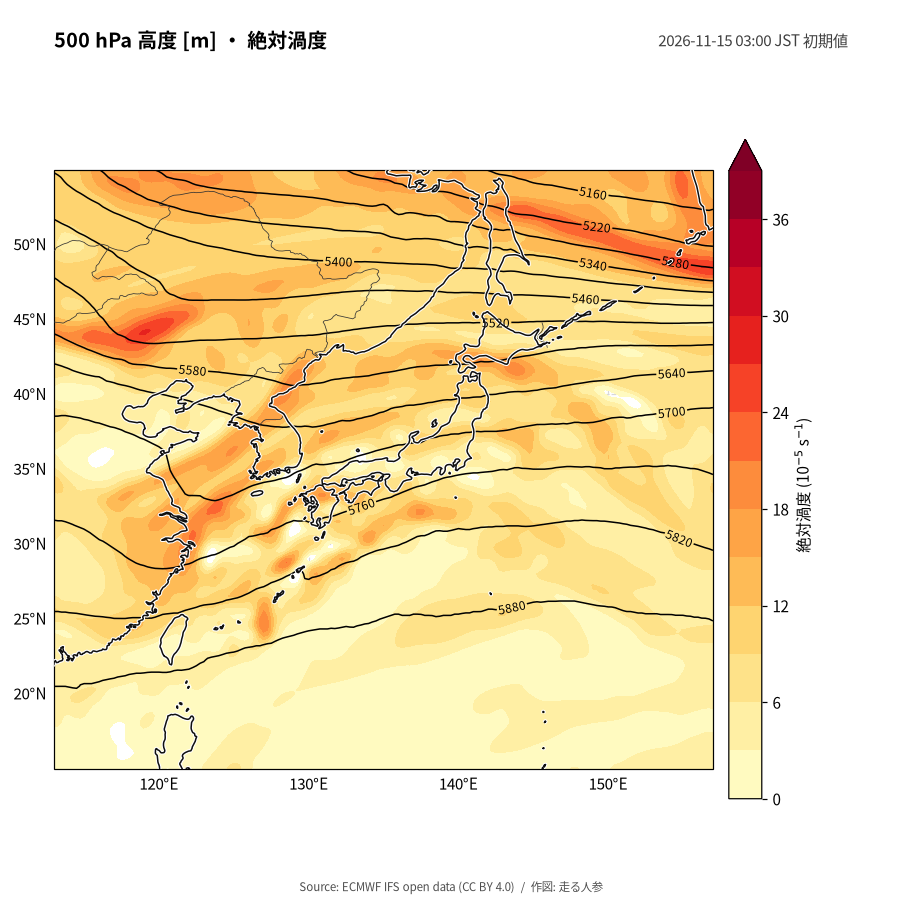 500 hPa 高度 [m] ・ 絶対渦度
2026-11-15 03:00 JST 初期値
5160
5220
5280
5340
5400
5460
5520
5580
5640
5700
5760
5820
5880
50°N
45°N
40°N
35°N
30°N
25°N
20°N
120°E 130°E 140°E 150°E
36
30
24
18
12
6
0
絶対渦度 (10⁻⁵ s⁻¹)
Source: ECMWF IFS open data (CC BY 4.0) / 作図: 走る人参